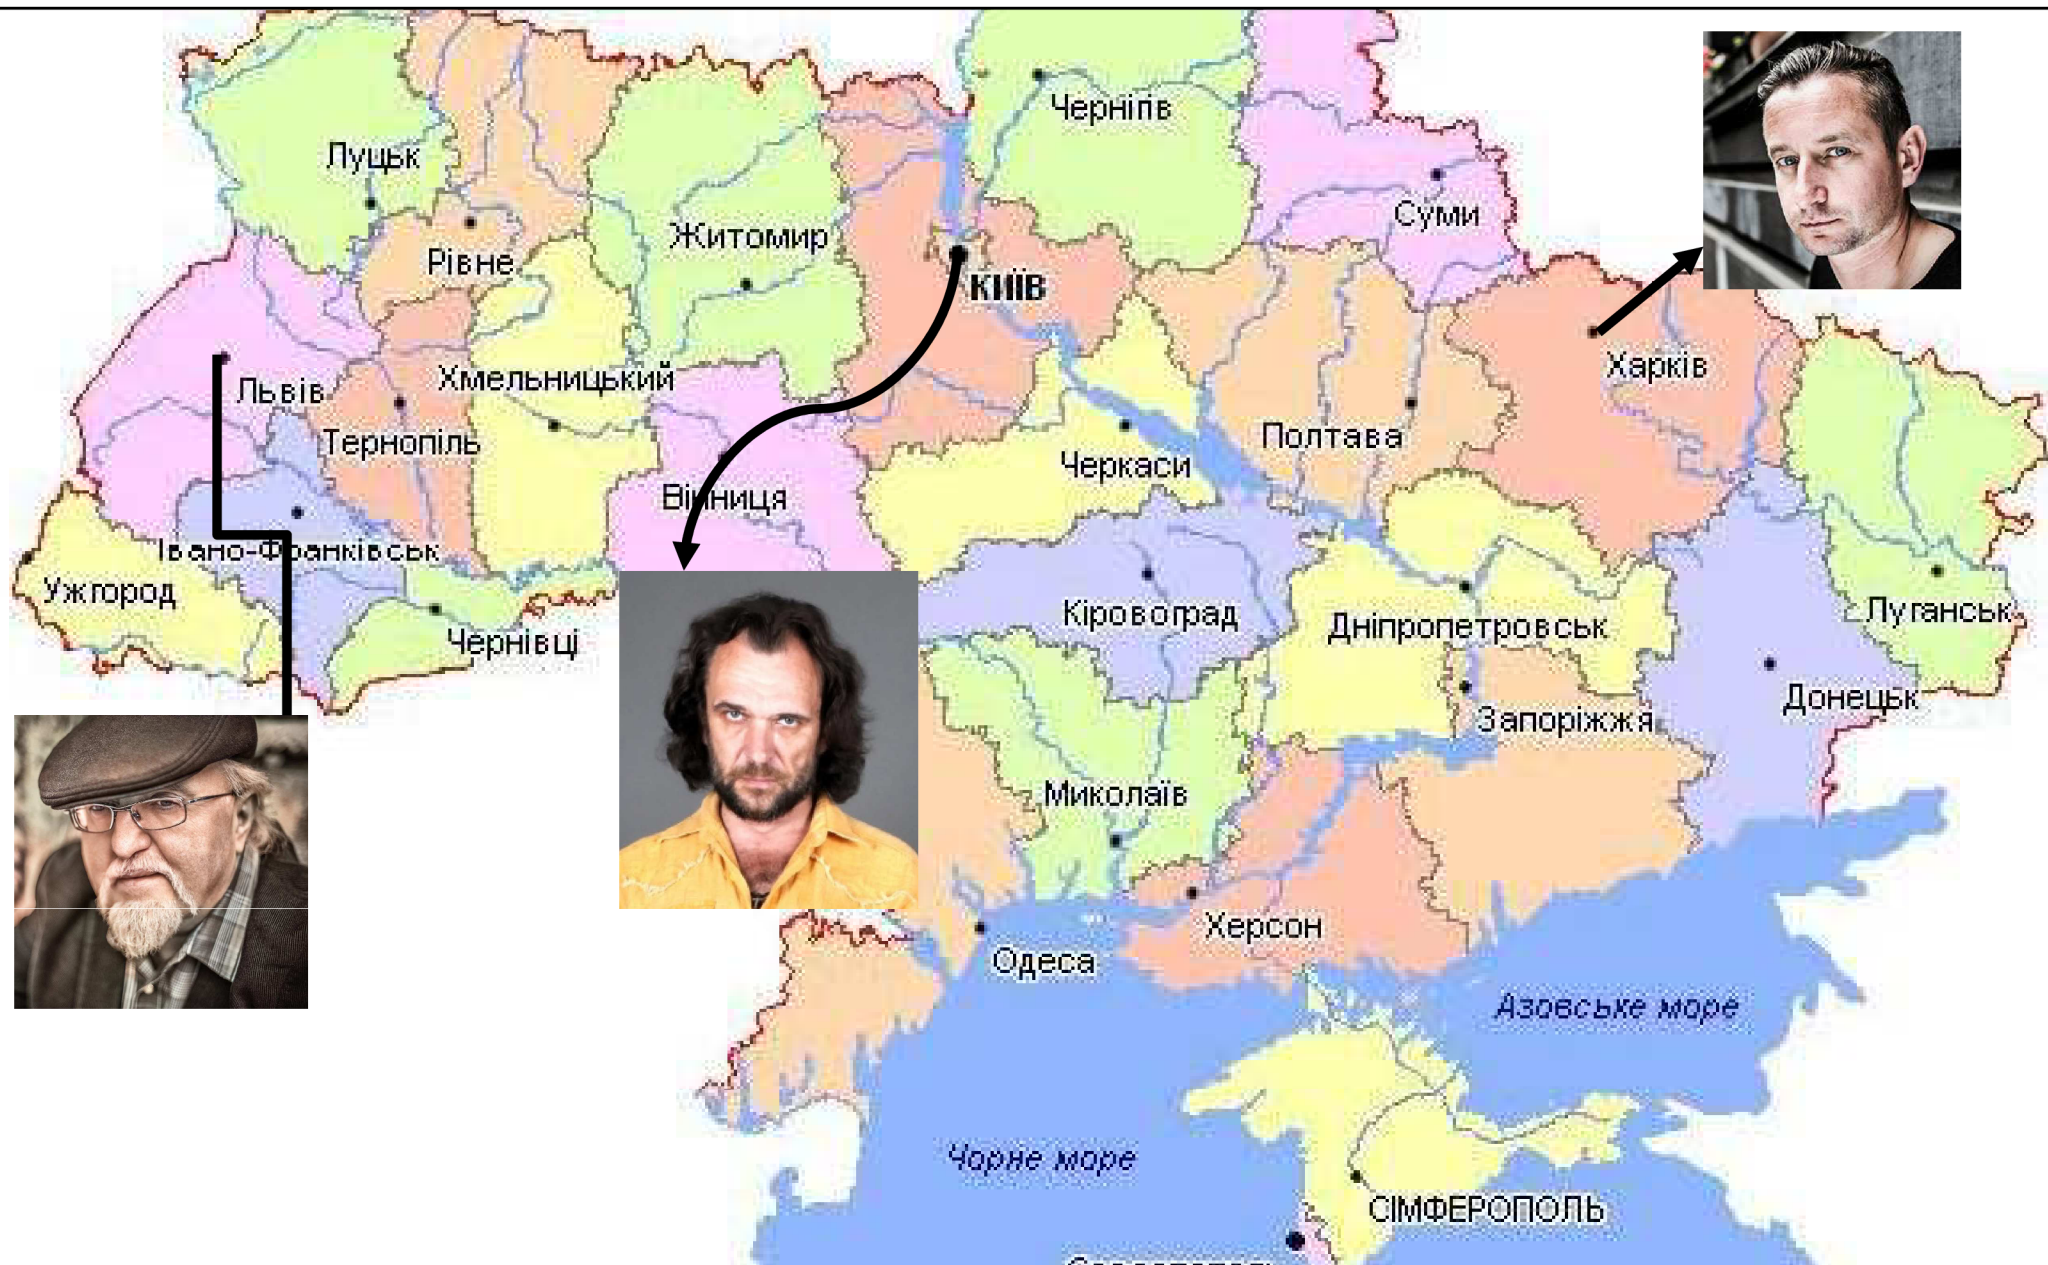 Чернігів
Луцьк
Суми
Житомир
Рівне
КИЇВ
Харків
Хмельницький
Львів
Тернопіль
Полтава
Черкаси
Вінниця
Івано-Франківськ
Ужгород
Кіровоград
Дніпропетровськ
Луганськ
Чернівці
Донецьк
Запоріжжя
Миколаїв
Херсон
Одеса
Азовське море
Чорне море
СІМФЕРОПОЛЬ